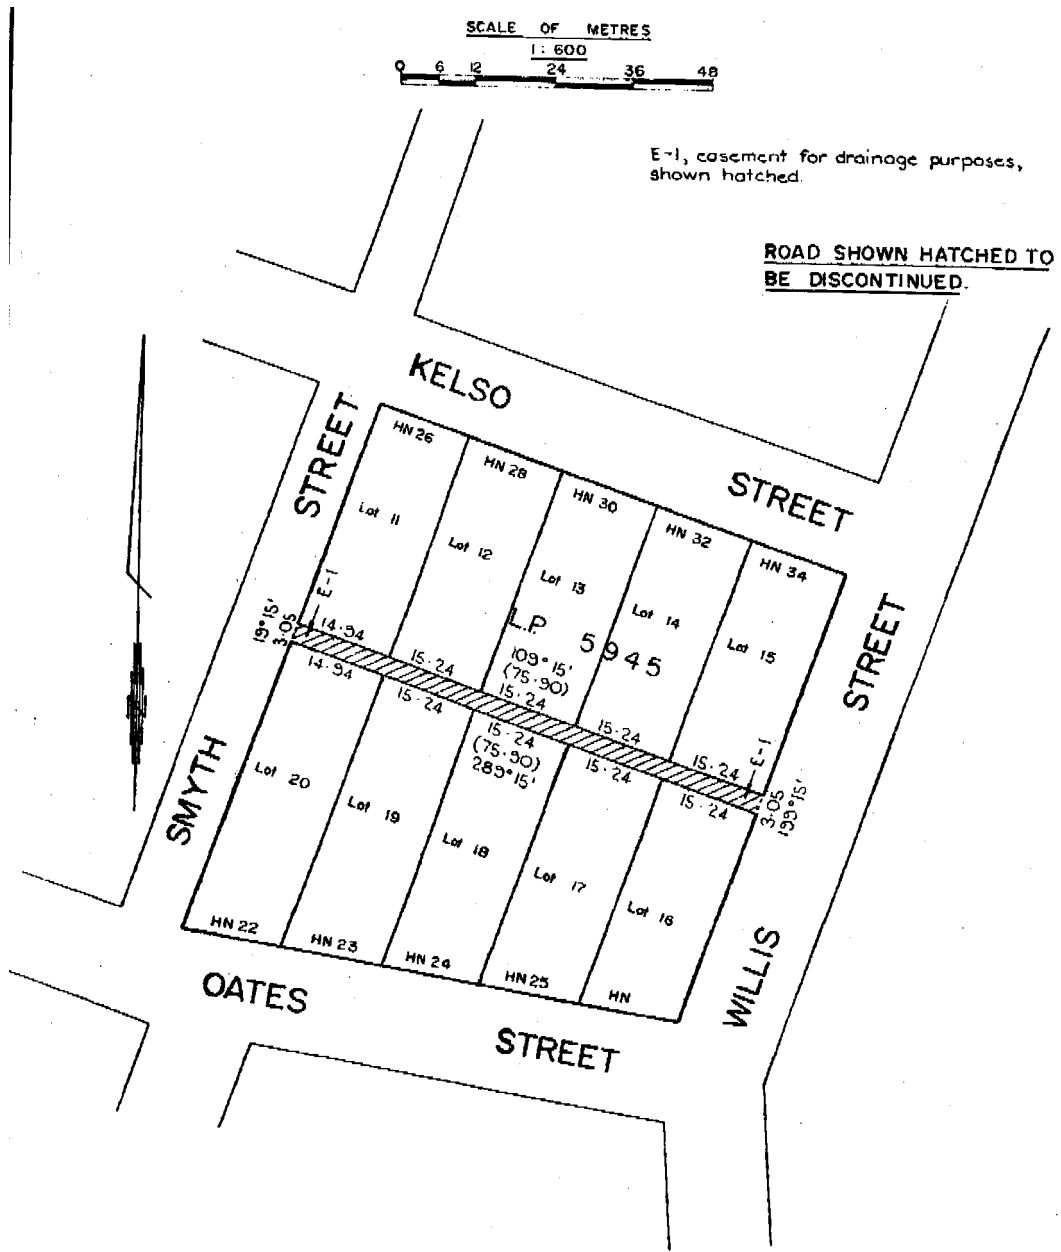 SCALE OF METRES
1: 600
0 6 12 24 36 48
E-1, easement for drainage purposes,
shown hatched.
ROAD SHOWN HATCHED TO
BE DISCONTINUED.
KELSO
STREET
STREET
HN 26
HN 28
HN 30
HN 32
HN 34
Lot 11
Lot 12
Lot 13
Lot 14
Lot 15
L.P. 5945
E-1
19°15'
3·05
14·94
15·24
109°15'
(75·90)
15·24
15·24
15·24
E-1
14·94
15·24
15·24
(75·90)
289°15'
15·24
15·24
3·05
199°15'
STREET
SMYTH
Lot 20
Lot 19
Lot 18
Lot 17
Lot 16
HN 22
HN 23
HN 24
HN 25
HN
WILLIS
OATES
STREET